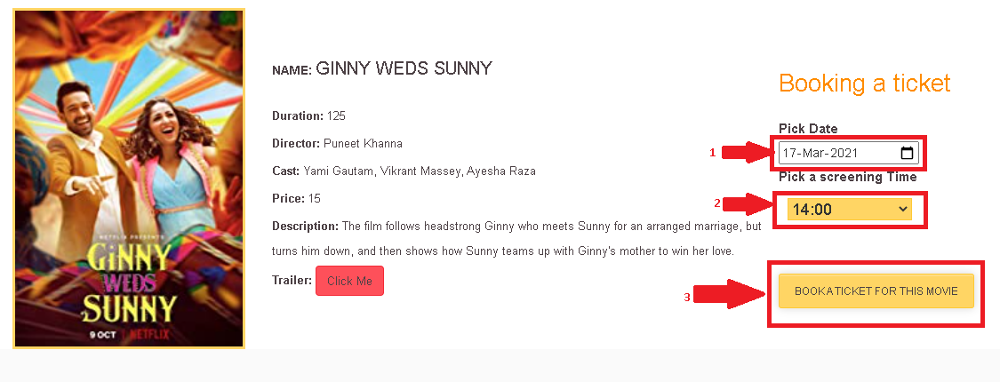 NAME: GINNY WEDS SUNNY
Duration: 125
Director: Puneet Khanna
Cast: Yami Gautam, Vikrant Massey, Ayesha Raza
Price: 15
Description: The film follows headstrong Ginny who meets Sunny for an arranged marriage, but
turns him down, and then shows how Sunny teams up with Ginny's mother to win her love.
Trailer: Click Me
Booking a ticket
Pick Date
1
17-Mar-2021
Pick a screening Time
2
14:00
3
BOOK A TICKET FOR THIS MOVIE
NETFLIX PRESENTS
GINNY
WEDS
SUNNY
9 OCT | NETFLIX